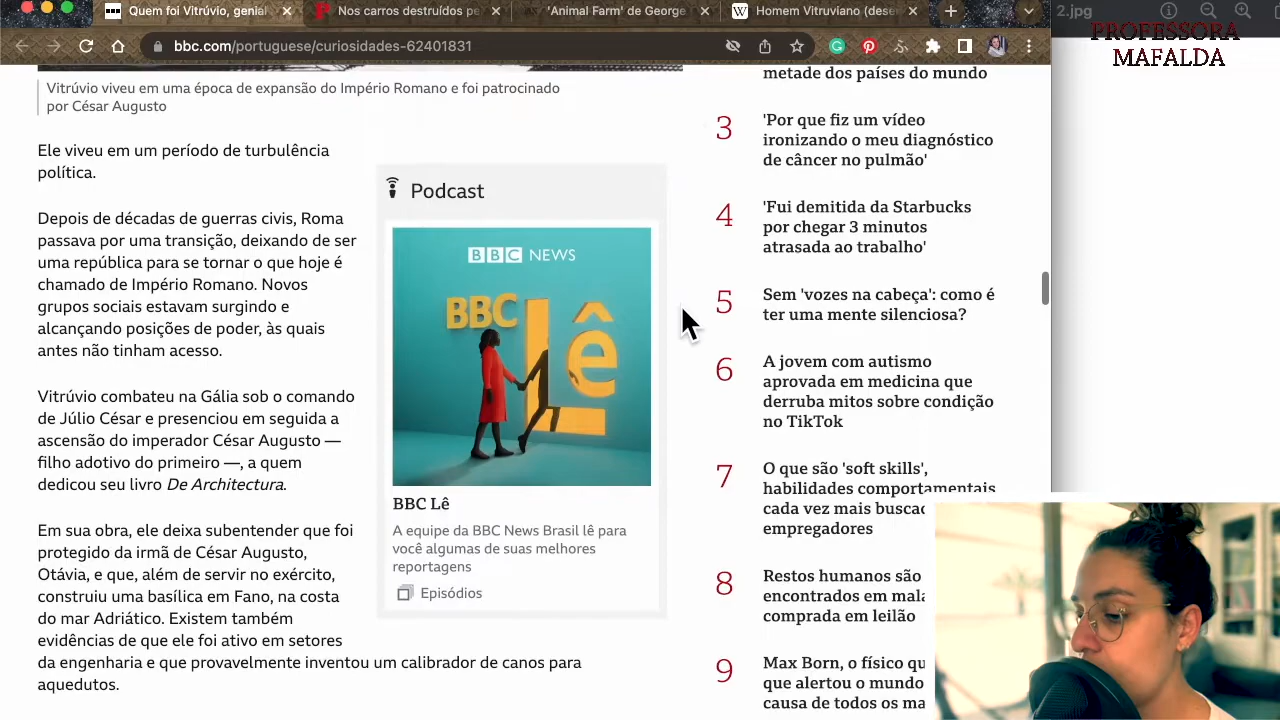 Quem foi Vitrúvio, genial
Nos carros destruídos pe
'Animal Farm' de George
Homem Vitruviano (dese
2.jpg
PROFESSORA
MAFALDA
bbc.com/portuguese/curiosidades-62401831
Vitrúvio viveu em uma época de expansão do Império Romano e foi patrocinado
por César Augusto
Ele viveu em um período de turbulência
política.
Depois de décadas de guerras civis, Roma
passava por uma transição, deixando de ser
uma república para se tornar o que hoje é
chamado de Império Romano. Novos
grupos sociais estavam surgindo e
alcançando posições de poder, às quais
antes não tinham acesso.
Vitrúvio combateu na Gália sob o comando
de Júlio César e presenciou em seguida a
ascensão do imperador César Augusto —
filho adotivo do primeiro —, a quem
dedicou seu livro De Architectura.
Em sua obra, ele deixa subentender que foi
protegido da irmã de César Augusto,
Otávia, e que, além de servir no exército,
construiu uma basílica em Fano, na costa
do mar Adriático. Existem também
evidências de que ele foi ativo em setores
da engenharia e que provavelmente inventou um calibrador de canos para
aquedutos.
Podcast
BBC NEWS
BBC
Lê
BBC Lê
A equipe da BBC News Brasil lê para
você algumas de suas melhores
reportagens
Episódios
metade dos países do mundo
3
'Por que fiz um vídeo
ironizando o meu diagnóstico
de câncer no pulmão'
4
'Fui demitida da Starbucks
por chegar 3 minutos
atrasada ao trabalho'
5
Sem 'vozes na cabeça': como é
ter uma mente silenciosa?
6
A jovem com autismo
aprovada em medicina que
derruba mitos sobre condição
no TikTok
7
O que são 'soft skills',
habilidades comportamentais
cada vez mais buscad
empregadores
8
Restos humanos são
encontrados em mala
comprada em leilão
9
Max Born, o físico qu
que alertou o mundo
causa de todos os ma